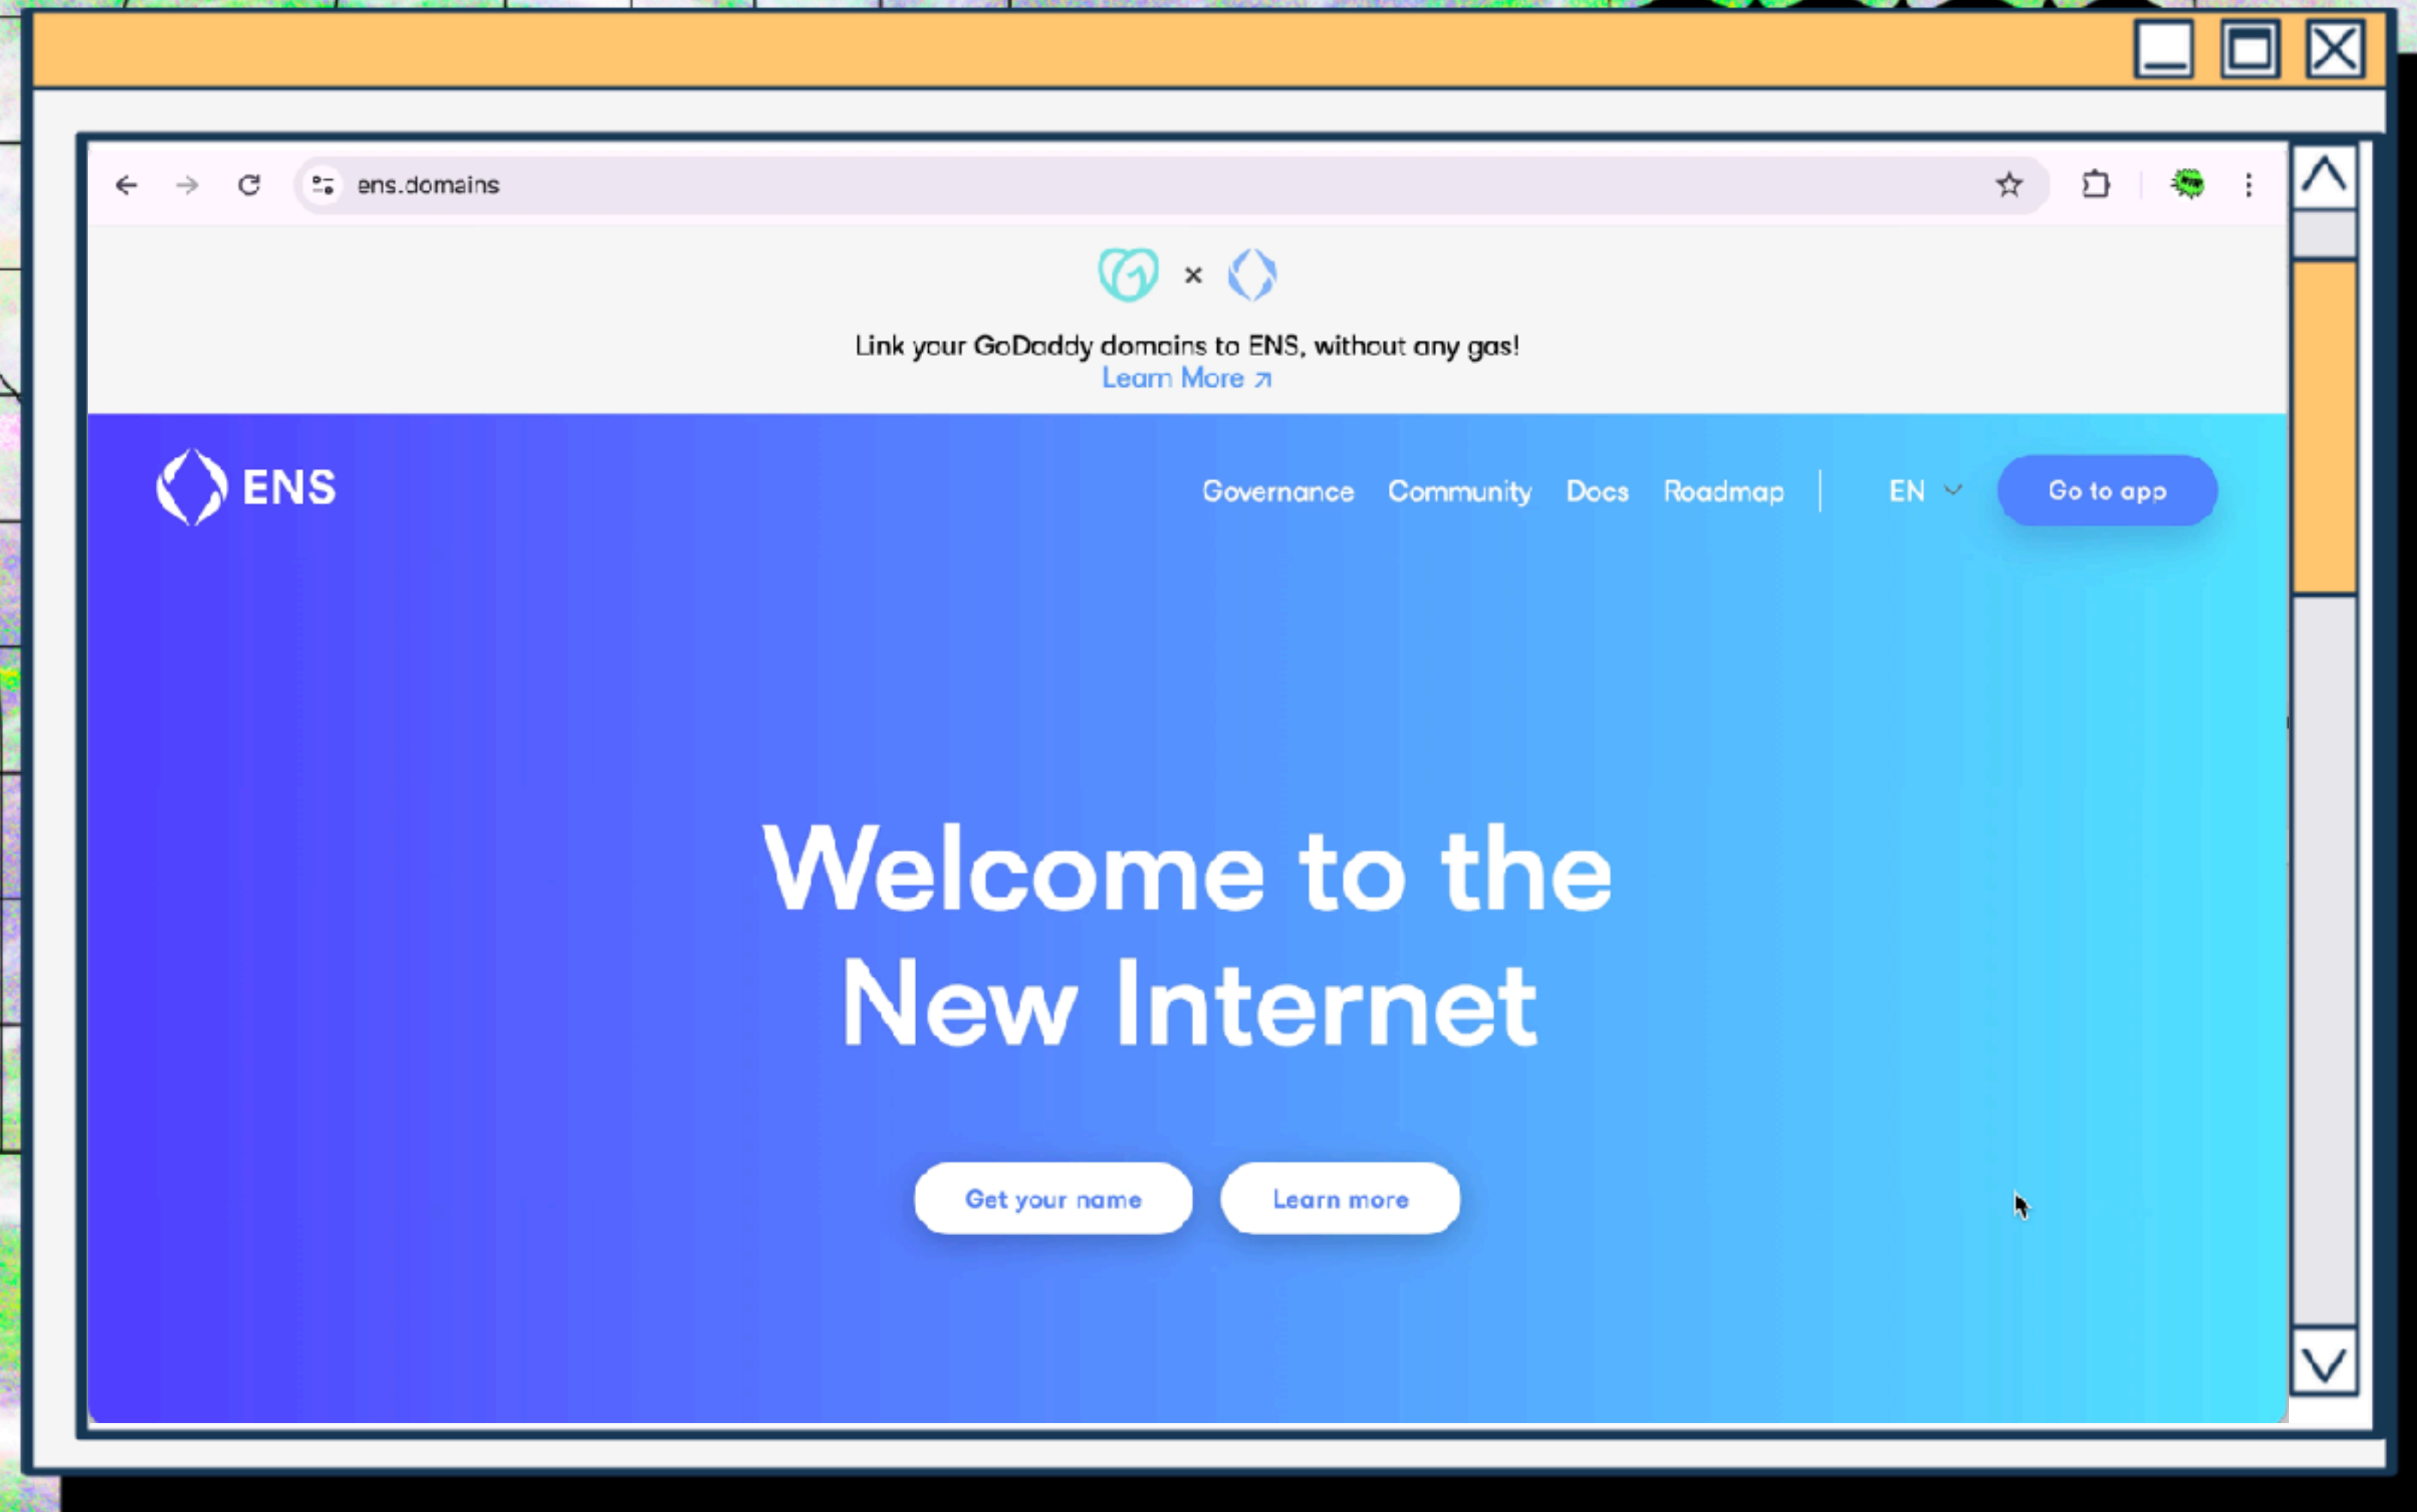 ens.domains
×
Link your GoDaddy domains to ENS, without any gas!
Learn More ↗
ENS
Governance Community Docs Roadmap EN Go to app
Welcome to the
New Internet
Get your name Learn more